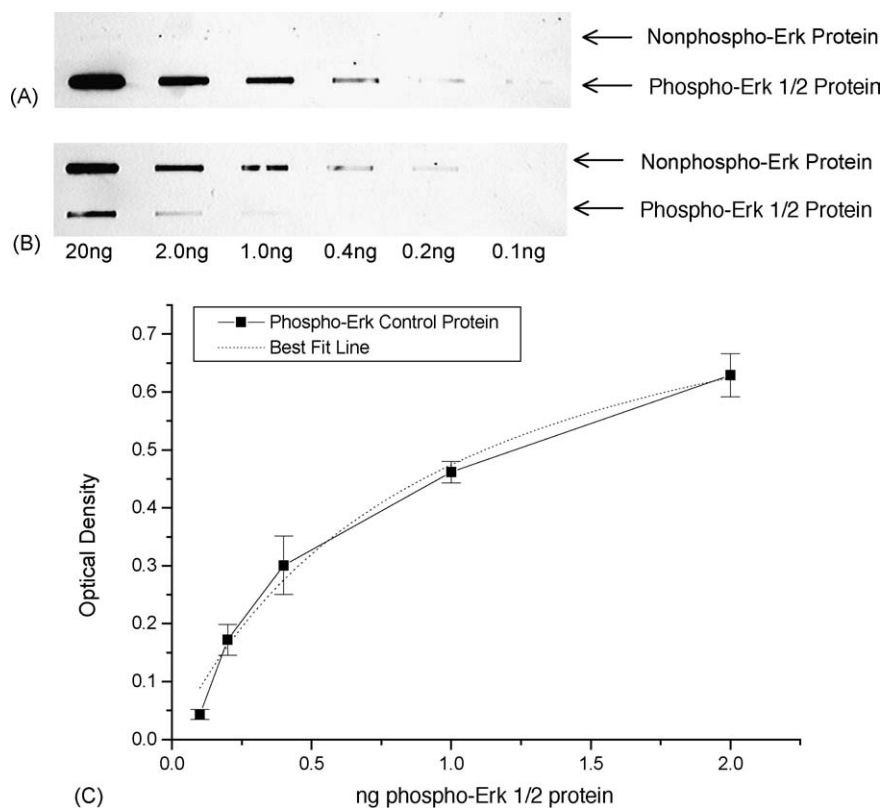 Nonphospho-Erk Protein
(A)
Phospho-Erk 1/2 Protein
Nonphospho-Erk Protein
Phospho-Erk 1/2 Protein
(B)
20ng 2.0ng 1.0ng 0.4ng 0.2ng 0.1ng
Phospho-Erk Control Protein
Best Fit Line
0.7
0.6
0.5
0.4
0.3
0.2
0.1
0.0
Optical Density
0.0 0.5 1.0 1.5 2.0
ng phospho-Erk 1/2 protein
(C)